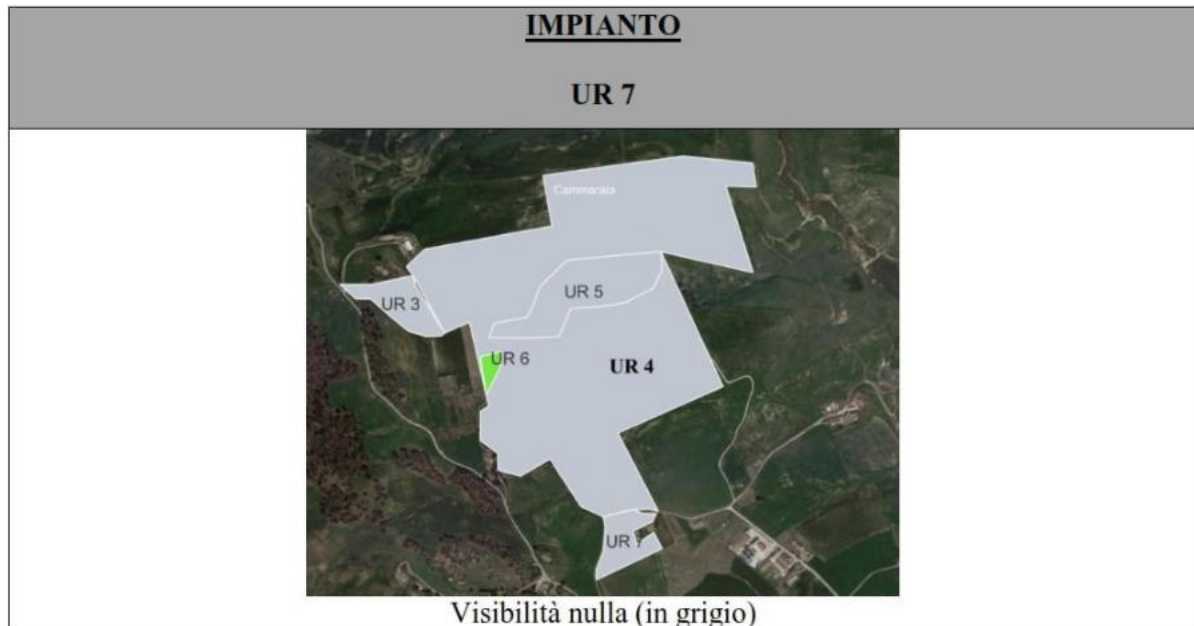 IMPIANTO
UR 7
Cammarata
UR 5
UR 3
UR 6
UR 4
UR 7
Visibilità nulla (in grigio)